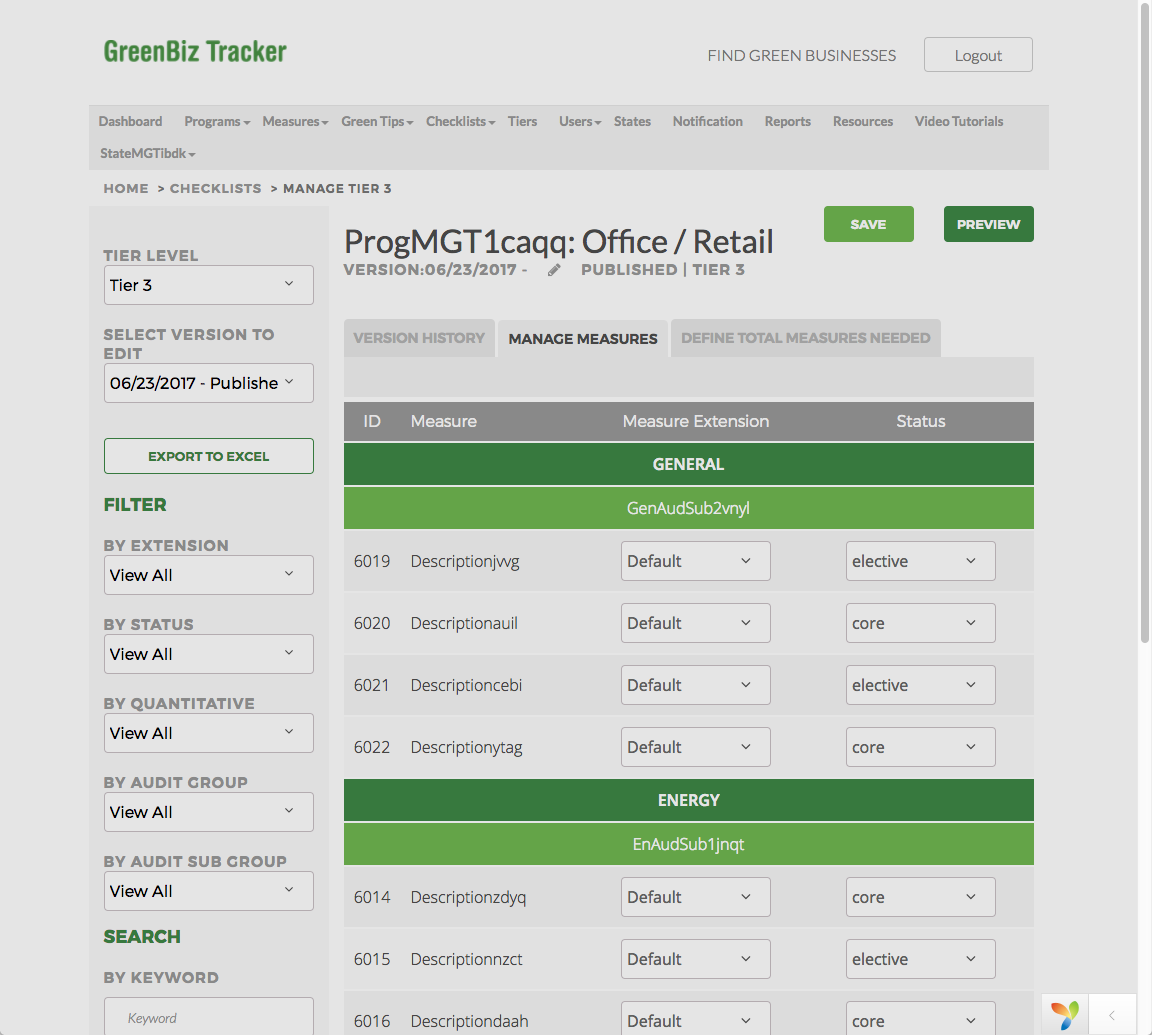 GreenBiz Tracker
FIND GREEN BUSINESSES
Logout
Dashboard Programs Measures Green Tips Checklists Tiers Users States Notification Reports Resources Video Tutorials
StateMGTibdk
HOME > CHECKLISTS > MANAGE TIER 3
TIER LEVEL
Tier 3
SELECT VERSION TO
EDIT
06/23/2017 - Publishe
EXPORT TO EXCEL
FILTER
BY EXTENSION
View All
BY STATUS
View All
BY QUANTITATIVE
View All
BY AUDIT GROUP
View All
BY AUDIT SUB GROUP
View All
SEARCH
BY KEYWORD
Keyword
ProgMGT1caqq: Office / Retail
VERSION:06/23/2017 - PUBLISHED | TIER 3
SAVE
PREVIEW
VERSION HISTORY MANAGE MEASURES DEFINE TOTAL MEASURES NEEDED
ID Measure Measure Extension Status
GENERAL
GenAudSub2vnyl
6019 Descriptionjvvg Default elective
6020 Descriptionauil Default core
6021 Descriptioncebi Default elective
6022 Descriptionytag Default core
ENERGY
EnAudSub1jnqt
6014 Descriptionzdyq Default core
6015 Descriptionnzct Default elective
6016 Descriptiondaah Default core